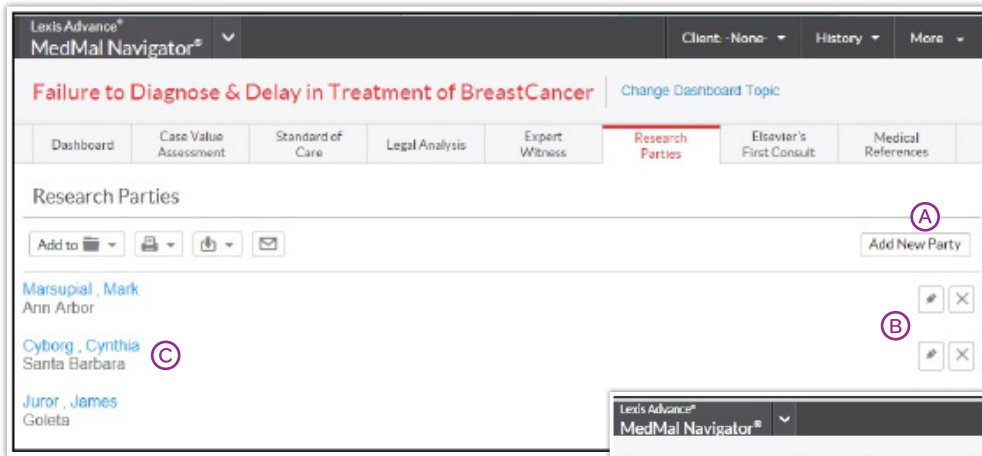 Lexis Advance®
MedMal Navigator®
Client: -None- History More
Failure to Diagnose & Delay in Treatment of BreastCancer Change Dashboard Topic
Dashboard Case Value Assessment Standard of Care Legal Analysis Expert Witness Research Parties Elsevier's First Consult Medical References
Research Parties
A
Add to Add New Party
Marsupial , Mark
Ann Arbor
B
Cyborg , Cynthia
Santa Barbara C
Juror , James
Goleta
Lexis Advance®
MedMal Navigator®